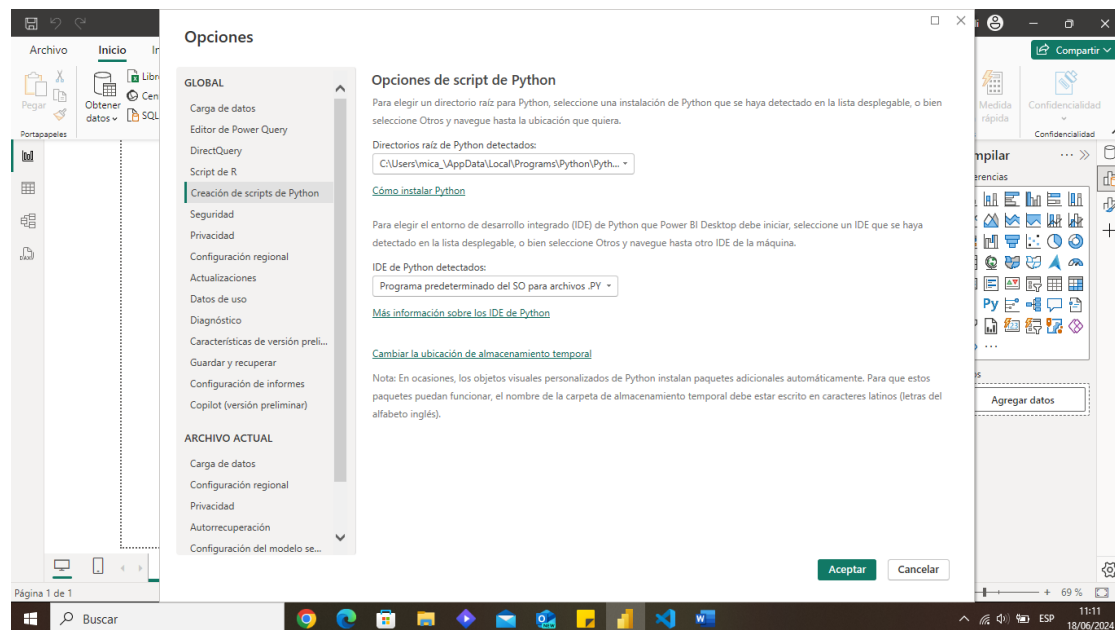 Archivo
Inicio
Pegar
Portapapeles
Obtener
datos
SQL
Opciones
GLOBAL
Carga de datos
Editor de Power Query
DirectQuery
Script de R
Creación de scripts de Python
Seguridad
Privacidad
Configuración regional
Actualizaciones
Datos de uso
Diagnóstico
Características de versión preli...
Guardar y recuperar
Configuración de informes
Copilot (versión preliminar)
ARCHIVO ACTUAL
Carga de datos
Configuración regional
Privacidad
Autorrecuperación
Configuración del modelo se...
Opciones de script de Python
Para elegir un directorio raíz para Python, seleccione una instalación de Python que se haya detectado en la lista desplegable, o bien
seleccione Otros y navegue hasta la ubicación que quiera.
Directorios raíz de Python detectados:
C:\Users\mica_\AppData\Local\Programs\Python\Pyth...
Cómo instalar Python
Para elegir el entorno de desarrollo integrado (IDE) de Python que Power BI Desktop debe iniciar, seleccione un IDE que se haya
detectado en la lista desplegable, o bien seleccione Otros y navegue hasta otro IDE de la máquina.
IDE de Python detectados:
Programa predeterminado del SO para archivos .PY
Más información sobre los IDE de Python
Cambiar la ubicación de almacenamiento temporal
Nota: En ocasiones, los objetos visuales personalizados de Python instalan paquetes adicionales automáticamente. Para que estos
paquetes puedan funcionar, el nombre de la carpeta de almacenamiento temporal debe estar escrito en caracteres latinos (letras del
alfabeto inglés).
Aceptar
Cancelar
Compartir
Medida
rápida
Confidencialidad
Confidencialidad
mpilar
erencias
Py
Agregar datos
Página 1 de 1
69 %
Buscar
ESP
11:11
18/06/2024